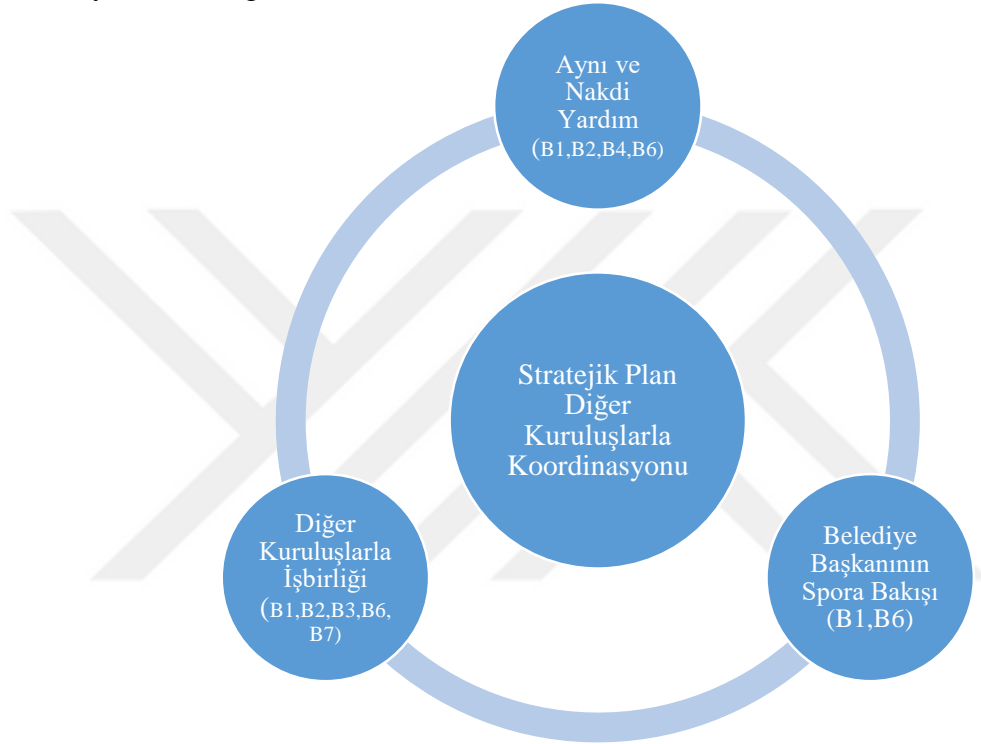 Aynı ve
Nakdi
Yardım
(B1,B2,B4,B6)
Stratejik Plan
Diğer
Kuruluşlarla
Koordinasyonu
Diğer
Kuruluşlarla
İşbirliği
(B1,B2,B3,B6,
B7)
Belediye
Başkanının
Spora Bakışı
(B1,B6)